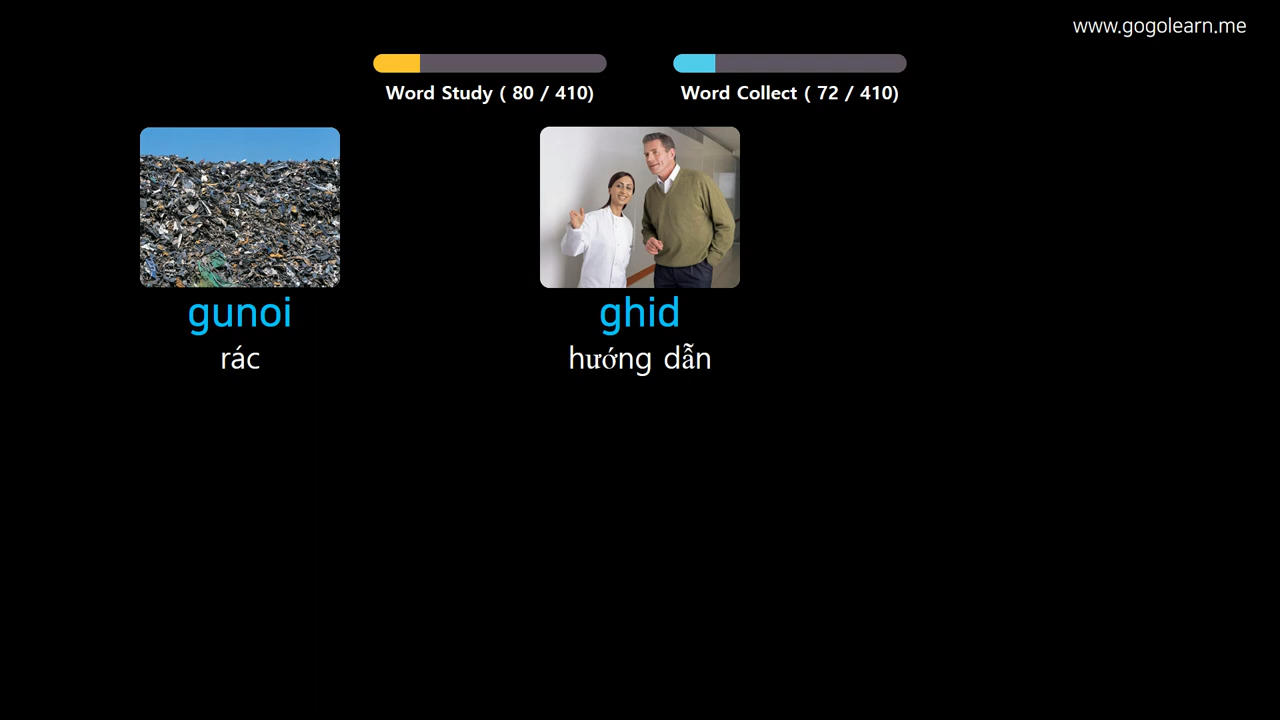 www.gogolearn.me
Word Study ( 80 / 410)
Word Collect ( 72 / 410)
gunoi
rác
ghid
hướng dẫn